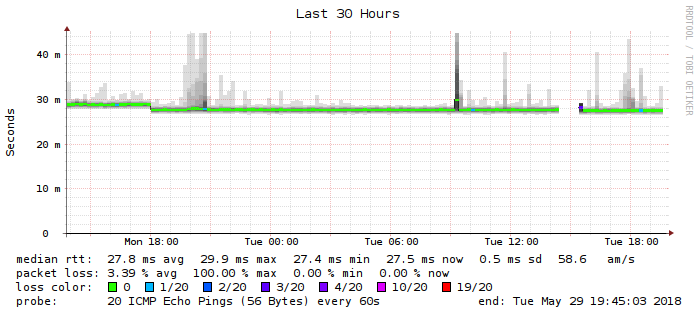 Last 30 Hours
RRDTOOL / TOBI OETIKER
Seconds
40 m
30 m
20 m
10 m
0
Mon 18:00 Tue 00:00 Tue 06:00 Tue 12:00 Tue 18:00
median rtt: 27.8 ms avg 29.9 ms max 27.4 ms min 27.5 ms now 0.5 ms sd 58.6 am/s
packet loss: 3.39 % avg 100.00 % max 0.00 % min 0.00 % now
loss color: 0 1/20 2/20 3/20 4/20 10/20 19/20
probe: 20 ICMP Echo Pings (56 Bytes) every 60s end: Tue May 29 19:45:03 2018